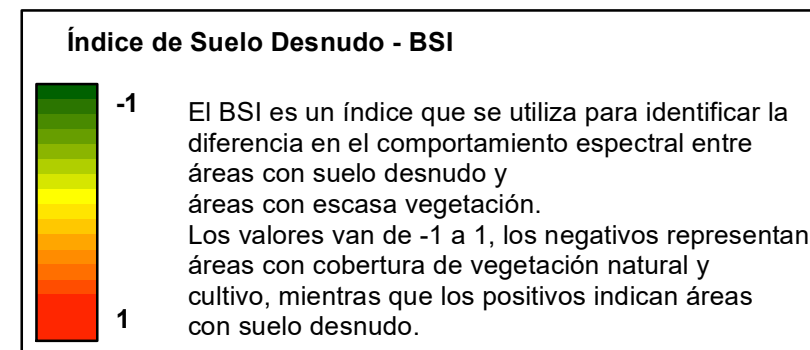 Índice de Suelo Desnudo - BSI
-1
El BSI es un índice que se utiliza para identificar la
diferencia en el comportamiento espectral entre
áreas con suelo desnudo y
áreas con escasa vegetación.
Los valores van de -1 a 1, los negativos representan
áreas con cobertura de vegetación natural y
cultivo, mientras que los positivos indican áreas
con suelo desnudo.
1